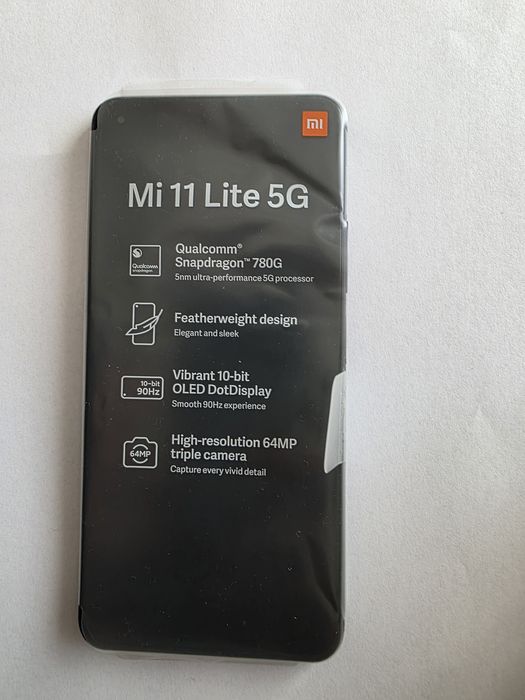 mi
Mi 11 Lite 5G
Qualcomm
snapdragon
Qualcomm®
Snapdragon™ 780G
5nm ultra-performance 5G processor
Featherweight design
Elegant and sleek
10-bit
90Hz
Vibrant 10-bit
OLED DotDisplay
Smooth 90Hz experience
64MP
High-resolution 64MP
triple camera
Capture every vivid detail